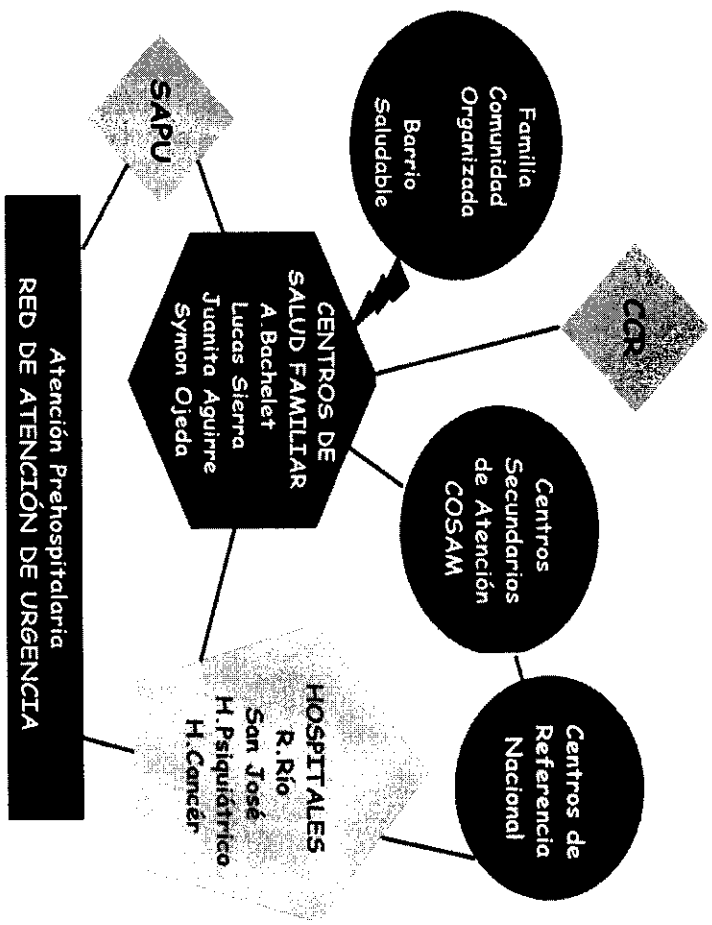 Familia
Comunidad
Organizada
Barrio
Saludable
CGR
Centros
Secundarios
de Atención
COSAM
Centros de
Referencia
Nacional
SAPU
CENTROS DE
SALUD FAMILIAR
A.Bachelet
Lucas Sierra
Juanita Aguirre
Symon Ojeda
HOSPITALES
R.Río
San José
H.Psiquiátrico
H.Cancér
Atención Prehospitalaria
RED DE ATENCIÓN DE URGENCIA